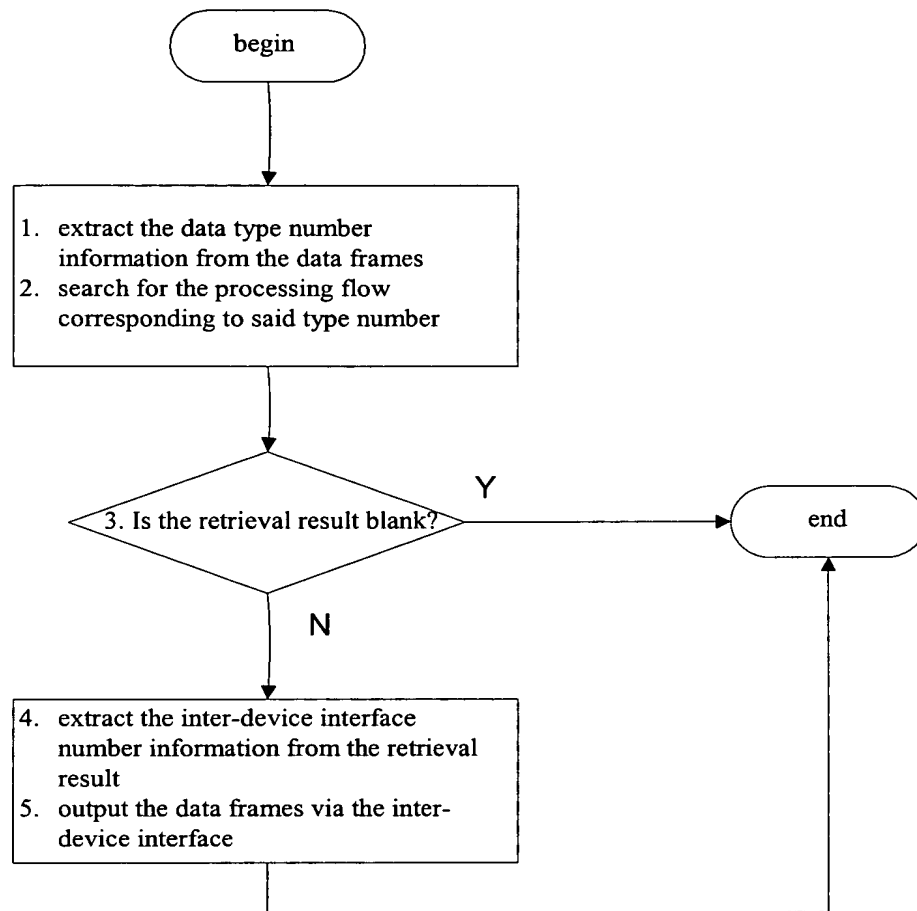 begin
1. extract the data type number
information from the data frames
2. search for the processing flow
corresponding to said type number
3. Is the retrieval result blank?
Y
end
N
4. extract the inter-device interface
number information from the retrieval
result
5. output the data frames via the inter-
device interface